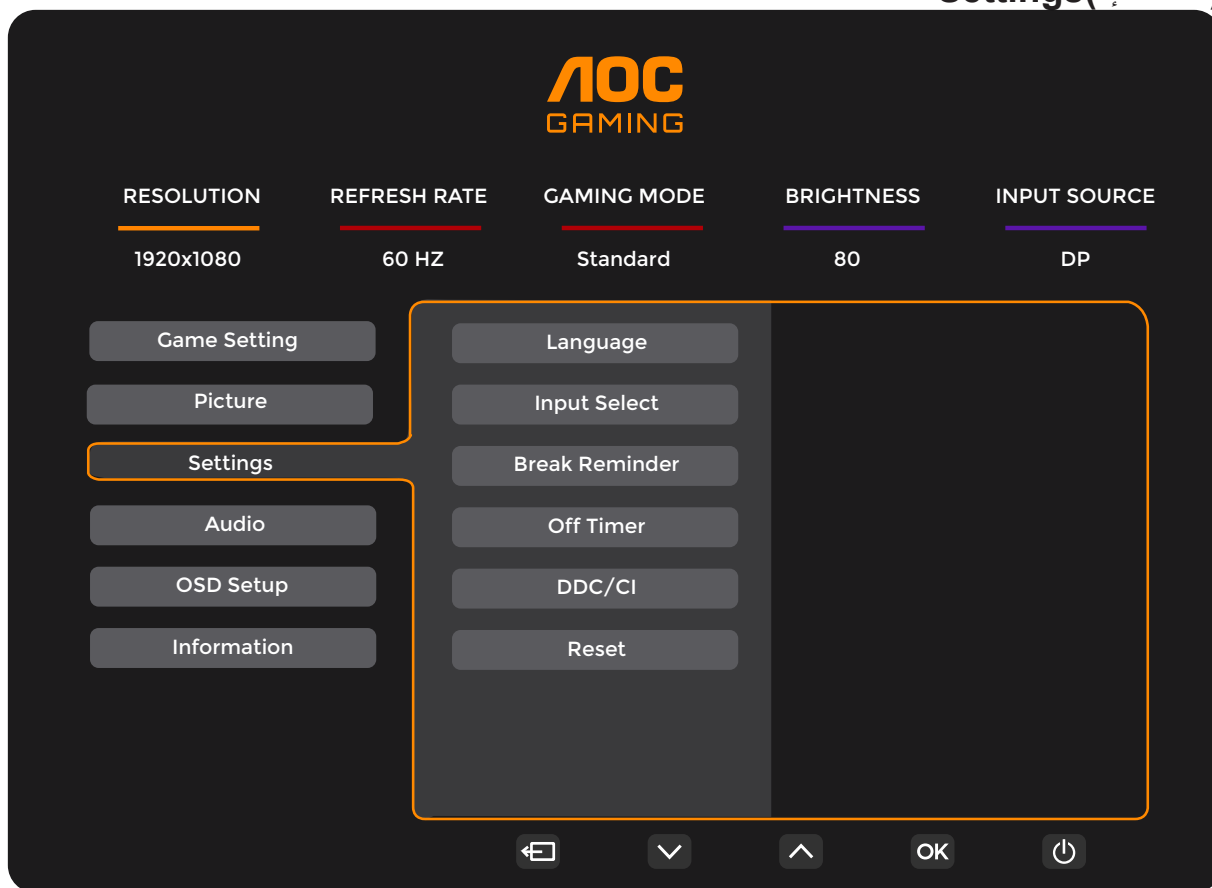 Settings(
AOC
GAMING
RESOLUTION REFRESH RATE GAMING MODE BRIGHTNESS INPUT SOURCE
1920x1080 60 HZ Standard 80 DP
Game Setting
Picture
Settings
Audio
OSD Setup
Information
Language
Input Select
Break Reminder
Off Timer
DDC/CI
Reset
OK